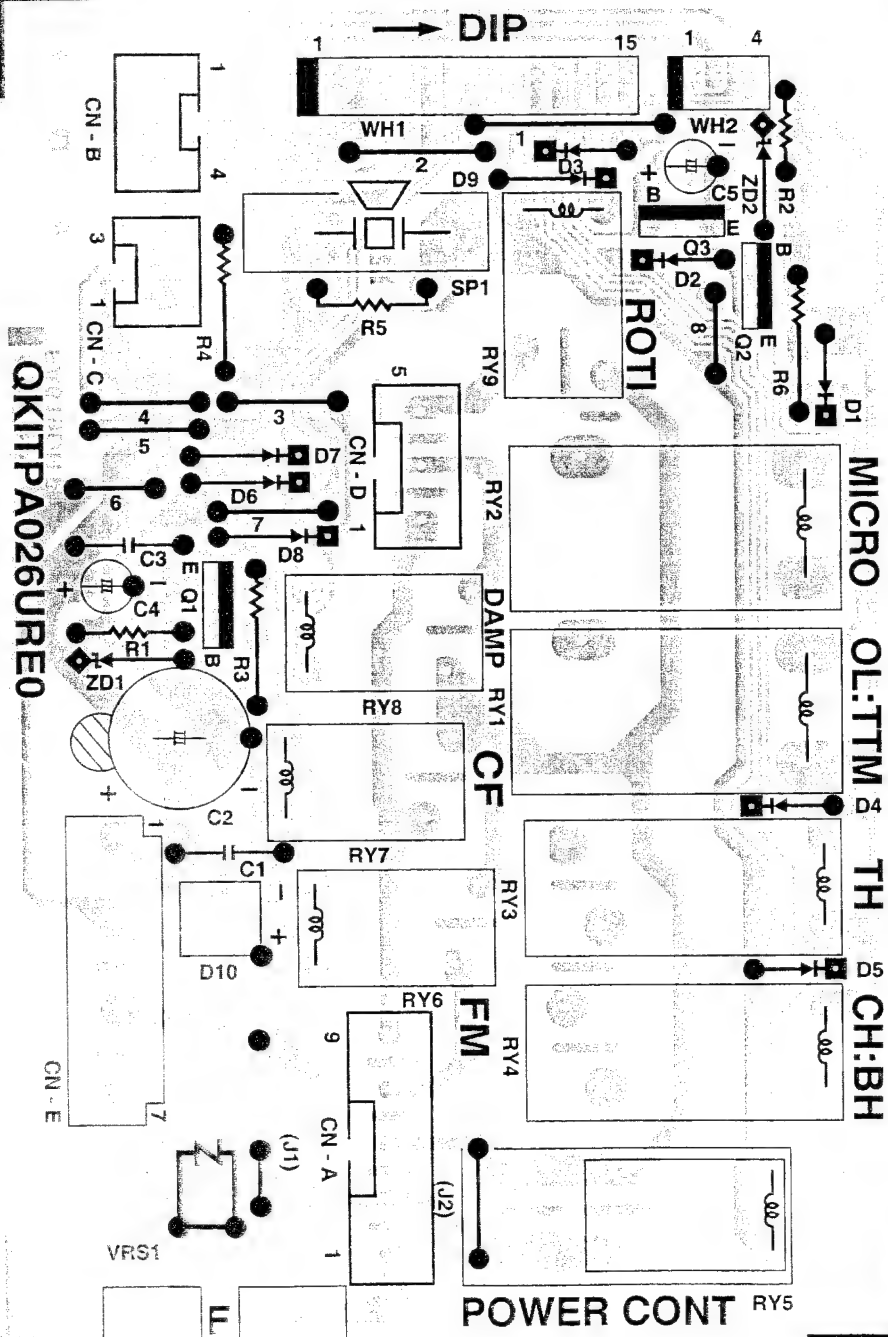 DIP
1
15
1
4
CN - B
1
4
WH1
1
WH2
2
D3
D9
+
B
-
C5
ZD2
R2
E
Q3
B
D2
3
1
CN - C
R4
SP1
R5
ROTI
8
Q2
E
R6
D1
RY9
5
CN - D
1
4
3
5
D7
D6
6
7
D8
QKITPA026URE0
RY2
MICRO
C3
+
-
C4
E
Q1
B
R1
ZD1
R3
DAMP
RY8
RY1
OL:TTM
+
-
C2
CF
RY7
D4
1
C1
-
+
D10
RY3
TH
D5
RY6
FM
RY4
CH:BH
CN - E
7
9
CN - A
1
(J1)
(J2)
VRS1
POWER CONT
RY5